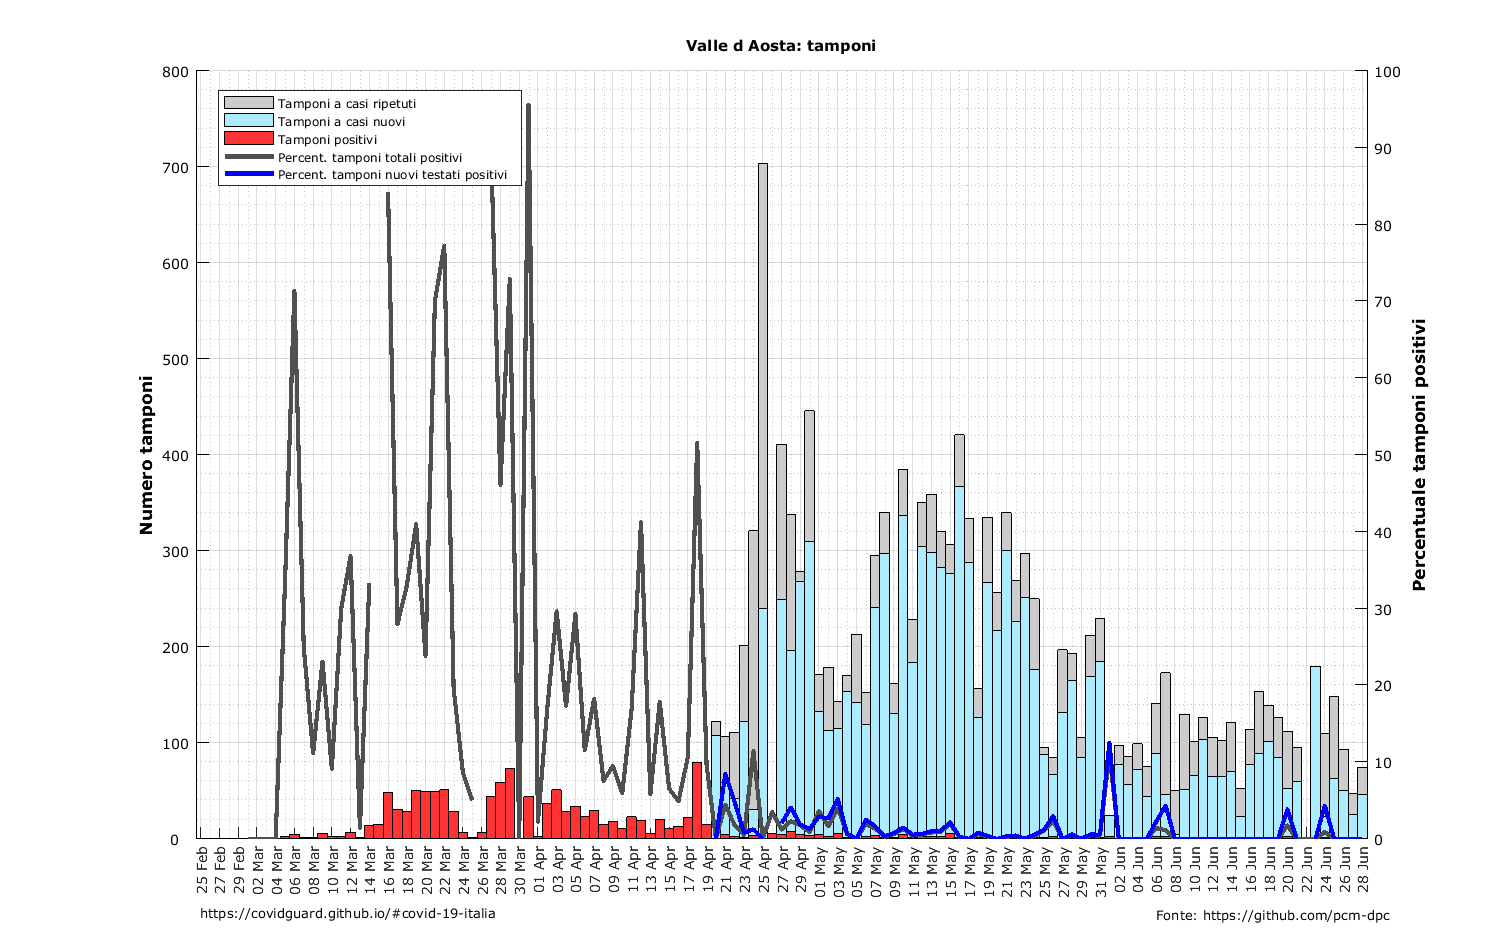 Valle d Aosta: tamponi
Tamponi a casi ripetuti
Tamponi a casi nuovi
Tamponi positivi
Percent. tamponi totali positivi
Percent. tamponi nuovi testati positivi
Numero tamponi
800
700
600
500
400
300
200
100
0
Percentuale tamponi positivi
100
90
80
70
60
50
40
30
20
10
0
25 Feb
27 Feb
29 Feb
02 Mar
04 Mar
06 Mar
08 Mar
10 Mar
12 Mar
14 Mar
16 Mar
18 Mar
20 Mar
22 Mar
24 Mar
26 Mar
28 Mar
30 Mar
01 Apr
03 Apr
05 Apr
07 Apr
09 Apr
11 Apr
13 Apr
15 Apr
17 Apr
19 Apr
21 Apr
23 Apr
25 Apr
27 Apr
29 Apr
01 May
03 May
05 May
07 May
09 May
11 May
13 May
15 May
17 May
19 May
21 May
23 May
25 May
27 May
29 May
31 May
02 Jun
04 Jun
06 Jun
08 Jun
10 Jun
12 Jun
14 Jun
16 Jun
18 Jun
20 Jun
22 Jun
24 Jun
26 Jun
28 Jun
https://covidguard.github.io/#covid-19-italia
Fonte: https://github.com/pcm-dpc